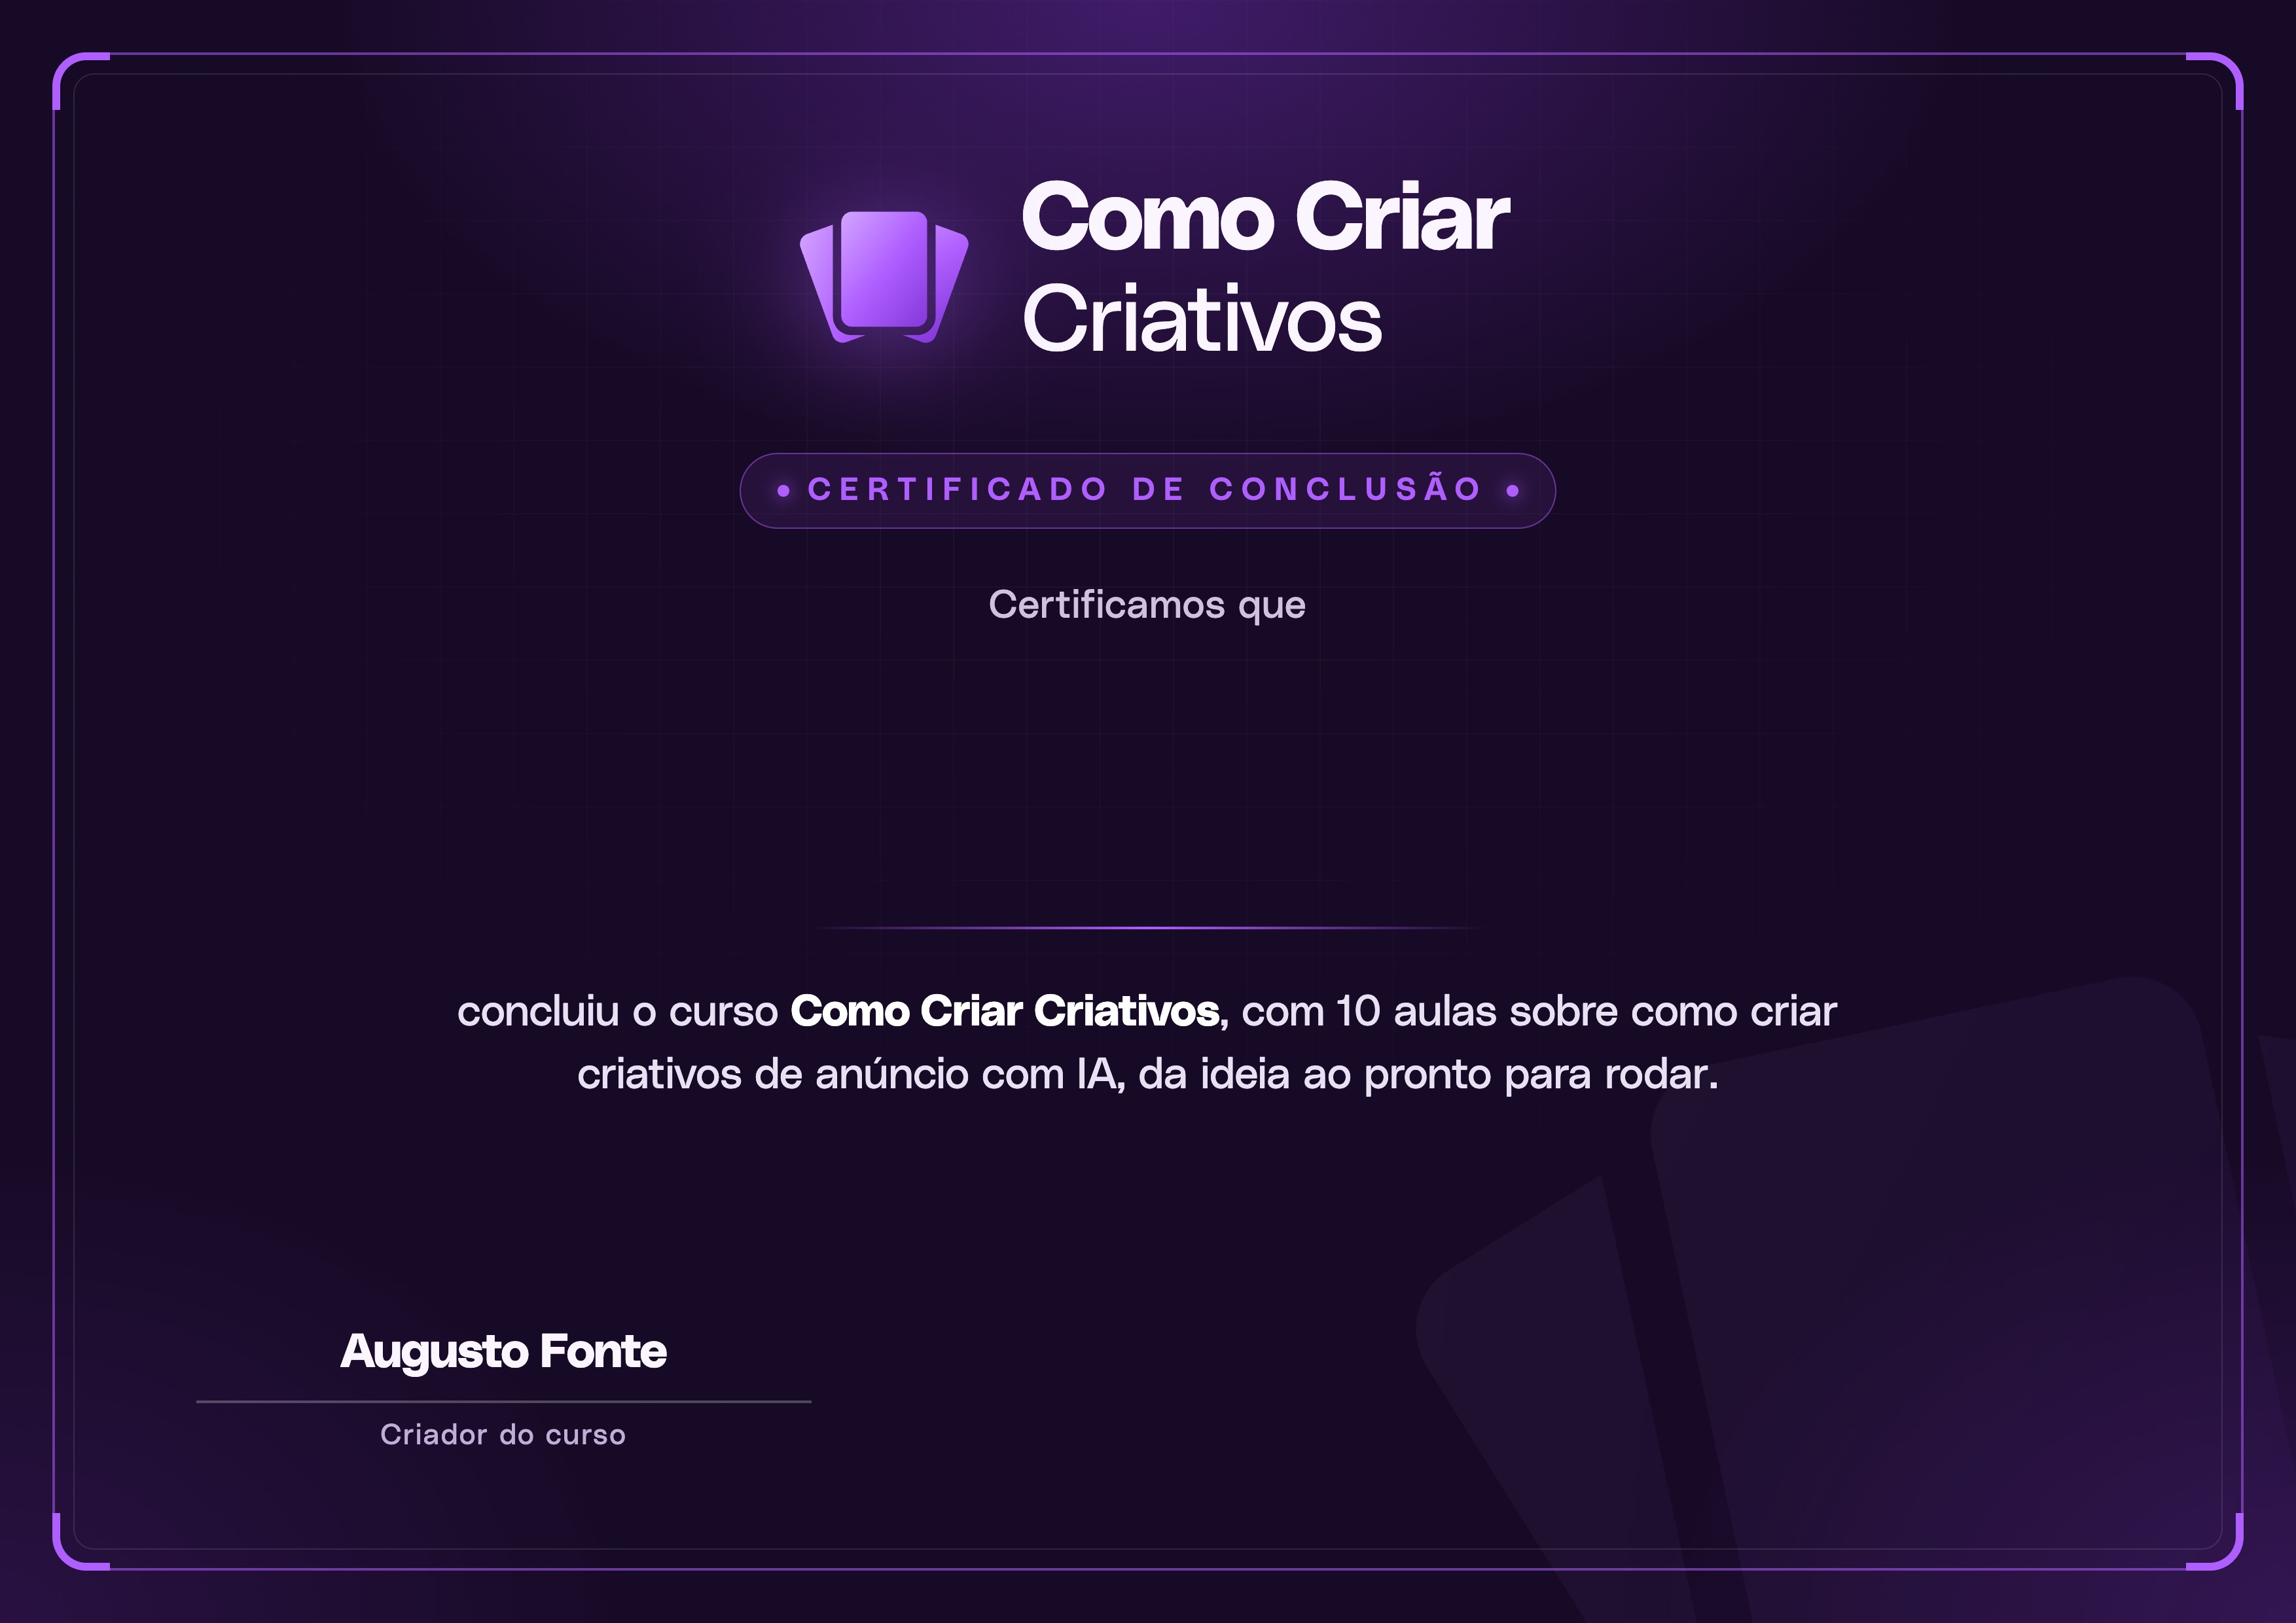 Como Criar
Criativos
CERTIFICADO DE CONCLUSÃO
Certificamos que
concluiu o curso Como Criar Criativos, com 10 aulas sobre como criar
criativos de anúncio com IA, da ideia ao pronto para rodar.
Augusto Fonte
Criador do curso